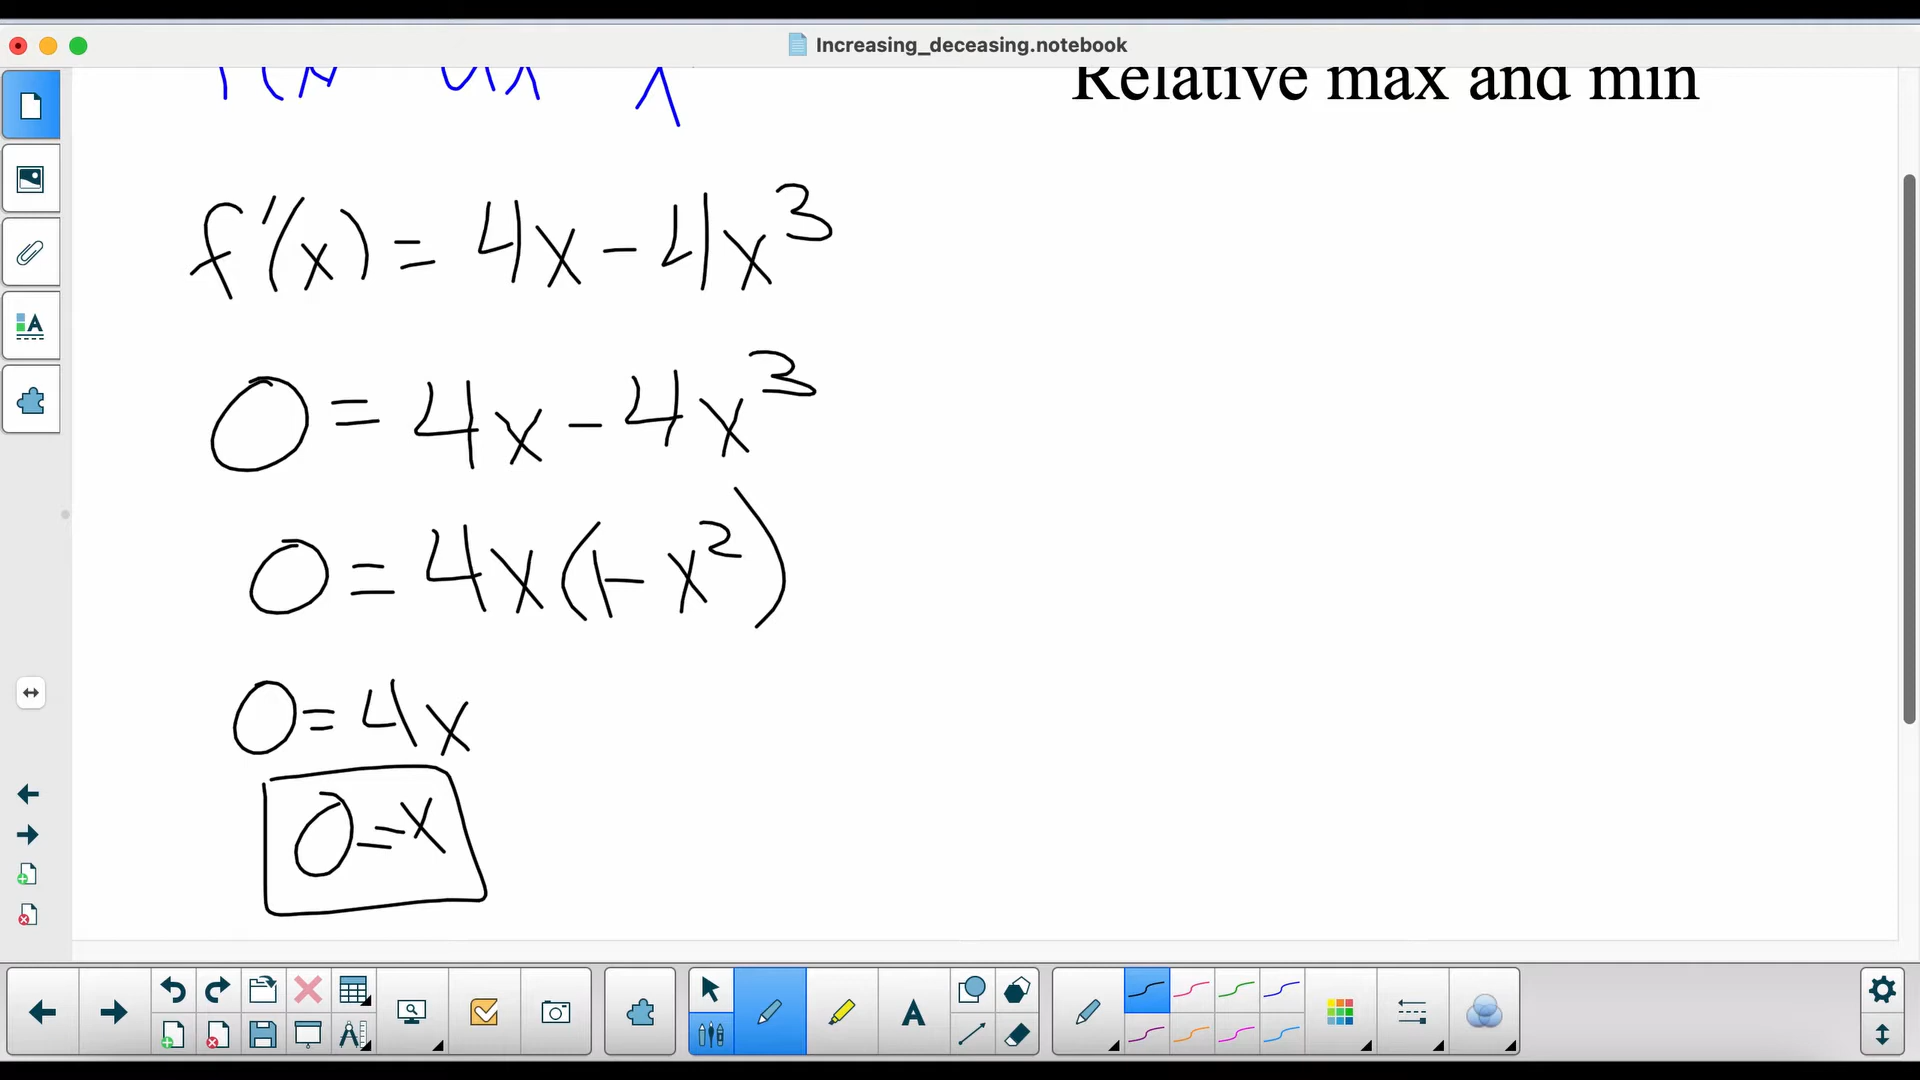 Increasing_deceasing.notebook
Relative max and min
f'(x) = 4x - 4x³
0 = 4x - 4x³
0 = 4x(1 - x²)
0 = 4x
0 = x